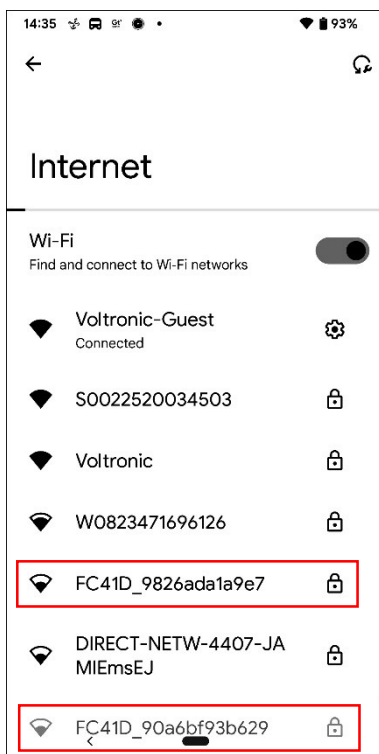 14:35 93%
Internet
Wi-Fi
Find and connect to Wi-Fi networks
Voltronic-Guest
Connected
S0022520034503
Voltronic
W0823471696126
FC41D_9826ada1a9e7
DIRECT-NETW-4407-JA
MIEmsEJ
FC41D_90a6bf93b629